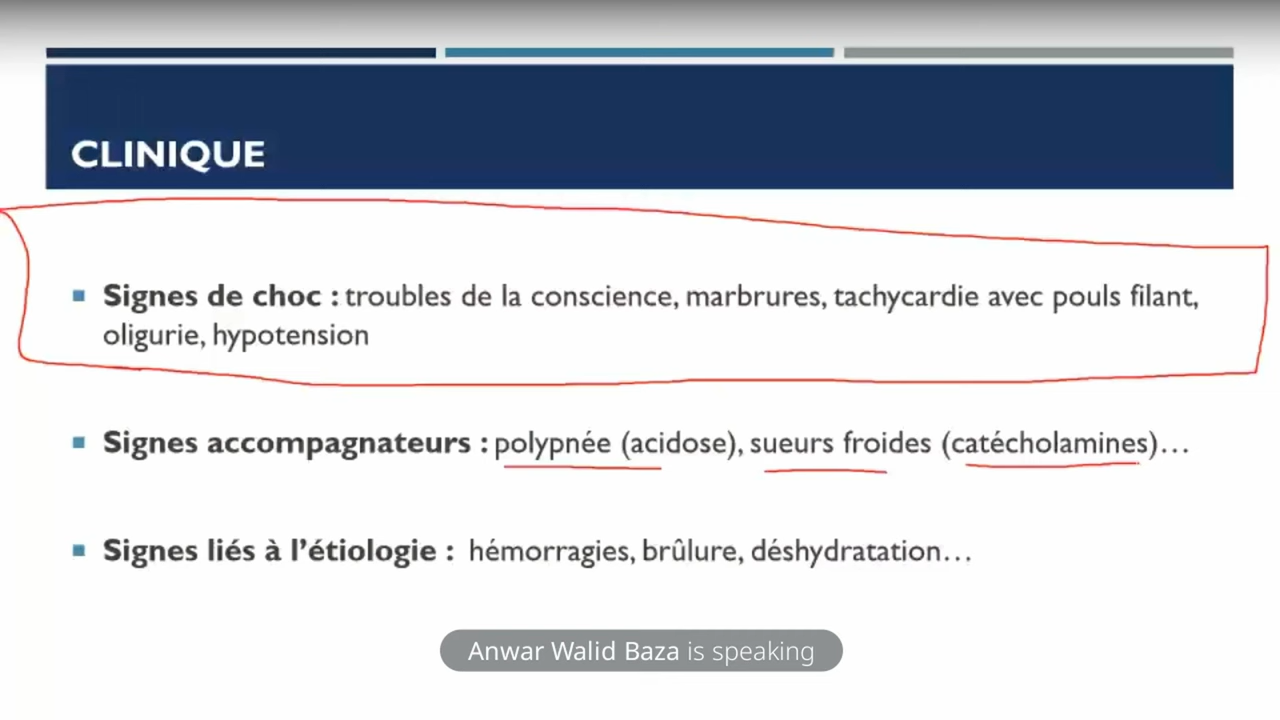 CLINIQUE
Signes de choc : troubles de la conscience, marbrures, tachycardie avec pouls filant,
oligurie, hypotension
Signes accompagnateurs : polypnée (acidose), sueurs froides (catécholamines)…
Signes liés à l’étiologie : hémorragies, brûlure, déshydratation…
Anwar Walid Baza is speaking